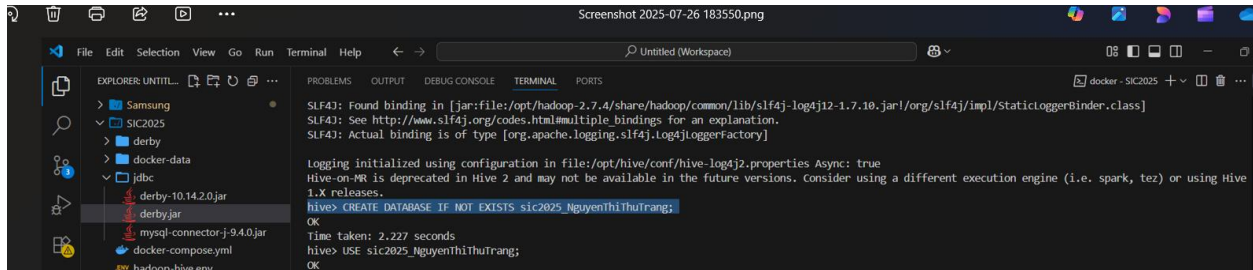 Screenshot 2025-07-26 183550.png
File Edit Selection View Go Run Terminal Help
Untitled (Workspace)
EXPLORER: UNTITL...
PROBLEMS OUTPUT DEBUG CONSOLE TERMINAL PORTS
docker - SIC2025
Samsung
SIC2025
derby
docker-data
jdbc
derby-10.14.2.0.jar
derby.jar
mysql-connector-j-9.4.0.jar
docker-compose.yml
hadoop-hive.env
3
SLF4J: Found binding in [jar:file:/opt/hadoop-2.7.4/share/hadoop/common/lib/slf4j-log4j12-1.7.10.jar!/org/slf4j/impl/StaticLoggerBinder.class]
SLF4J: See http://www.slf4j.org/codes.html#multiple_bindings for an explanation.
SLF4J: Actual binding is of type [org.apache.logging.slf4j.Log4jLoggerFactory]
Logging initialized using configuration in file:/opt/hive/conf/hive-log4j2.properties Async: true
Hive-on-MR is deprecated in Hive 2 and may not be available in the future versions. Consider using a different execution engine (i.e. spark, tez) or using Hive
1.X releases.
hive> CREATE DATABASE IF NOT EXISTS sic2025_NguyenThiThuTrang;
OK
Time taken: 2.227 seconds
hive> USE sic2025_NguyenThiThuTrang;
OK